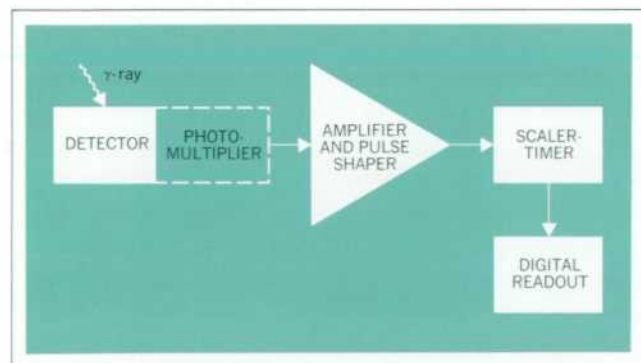 γ-ray
DETECTOR
PHOTO-
MULTIPLIER
AMPLIFIER
AND PULSE
SHAPER
SCALER-
TIMER
DIGITAL
READOUT